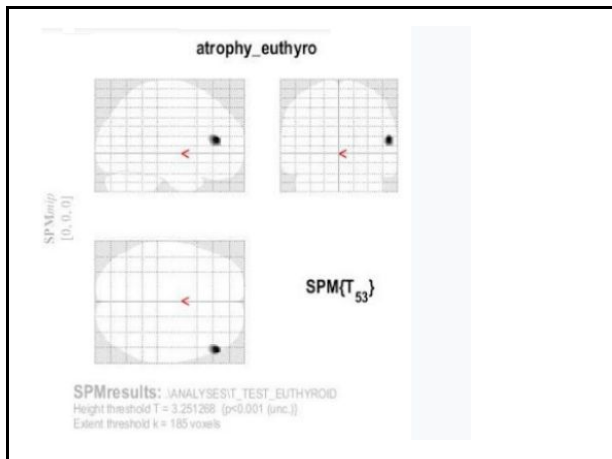 atrophy_euthyro
<
<
SPMmip
[0, 0, 0]
<
SPM{T53}
SPMresults: .\ANALYSES\T_TEST_EUTHYROID
Height threshold T = 3.251268 {p<0.001 (unc.)}
Extent threshold k = 185 voxels